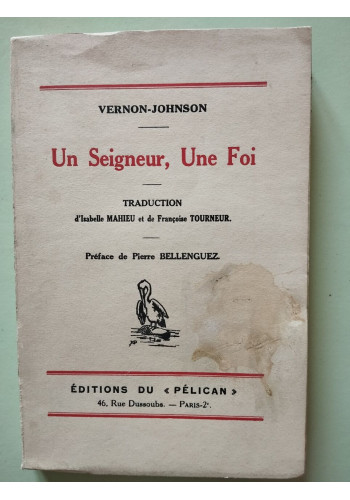 VERNON-JOHNSON
Un Seigneur, Une Foi
TRADUCTION
d'Isabelle MAHIEU et de Françoise TOURNEUR.
Préface de Pierre BELLENGUEZ.
ÉDITIONS DU « PÉLICAN »
46, Rue Dussoubs. — PARIS-2e.